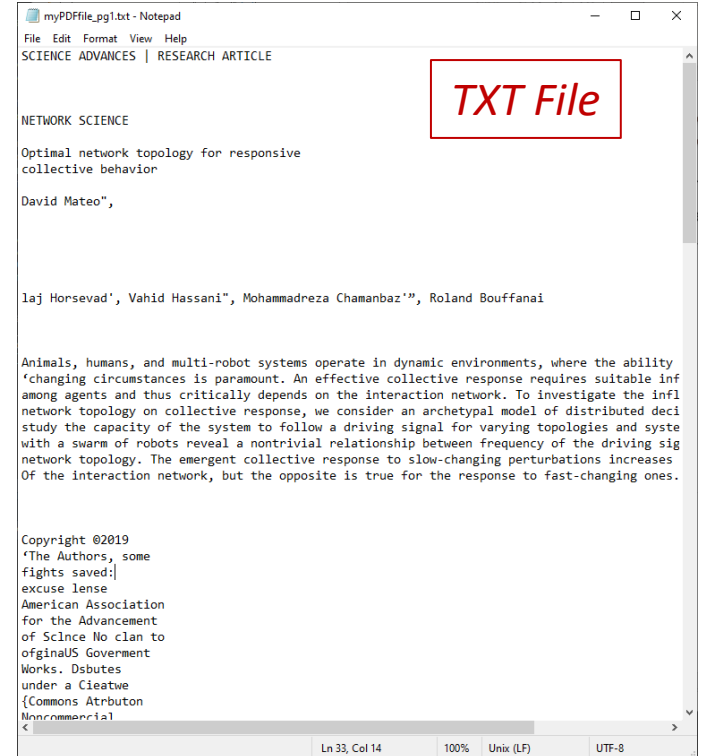 myPDFfile_pg1.txt - Notepad
File Edit Format View Help
TXT File
SCIENCE ADVANCES | RESEARCH ARTICLE
NETWORK SCIENCE
Optimal network topology for responsive
collective behavior
David Mateo",
laj Horsevad', Vahid Hassani", Mohammadreza Chamanbaz'”, Roland Bouffanai
Animals, humans, and multi-robot systems operate in dynamic environments, where the ability
‘changing circumstances is paramount. An effective collective response requires suitable inf
among agents and thus critically depends on the interaction network. To investigate the infl
network topology on collective response, we consider an archetypal model of distributed deci
study the capacity of the system to follow a driving signal for varying topologies and syste
with a swarm of robots reveal a nontrivial relationship between frequency of the driving sig
network topology. The emergent collective response to slow-changing perturbations increases
Of the interaction network, but the opposite is true for the response to fast-changing ones.
Copyright ©2019
‘The Authors, some
fights saved:
excuse lense
American Association
for the Advancement
of Sclnce No clan to
ofginaUS Goverment
Works. Dsbutes
under a Cieatwe
{Commons Atrbuton
Noncommercial
Ln 33, Col 14 100% Unix (LF) UTF-8